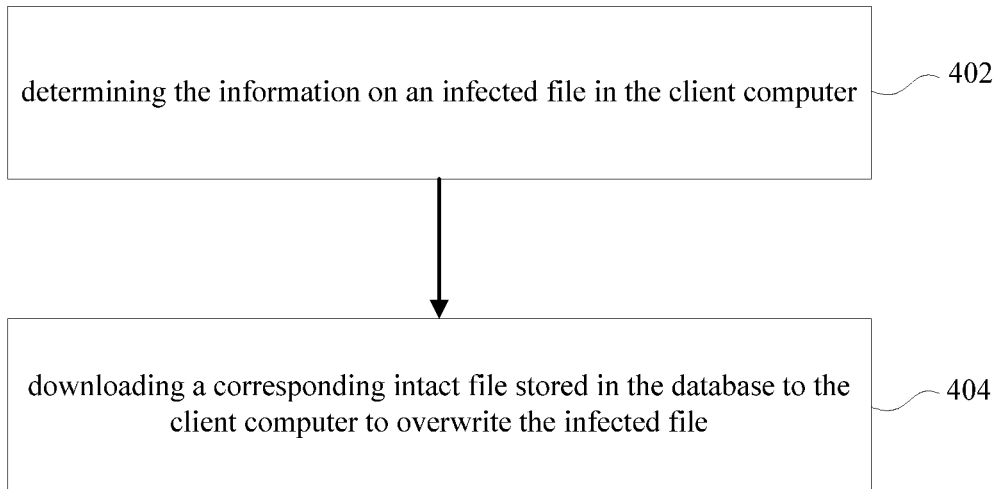 determining the information on an infected file in the client computer
402
downloading a corresponding intact file stored in the database to the
client computer to overwrite the infected file
404